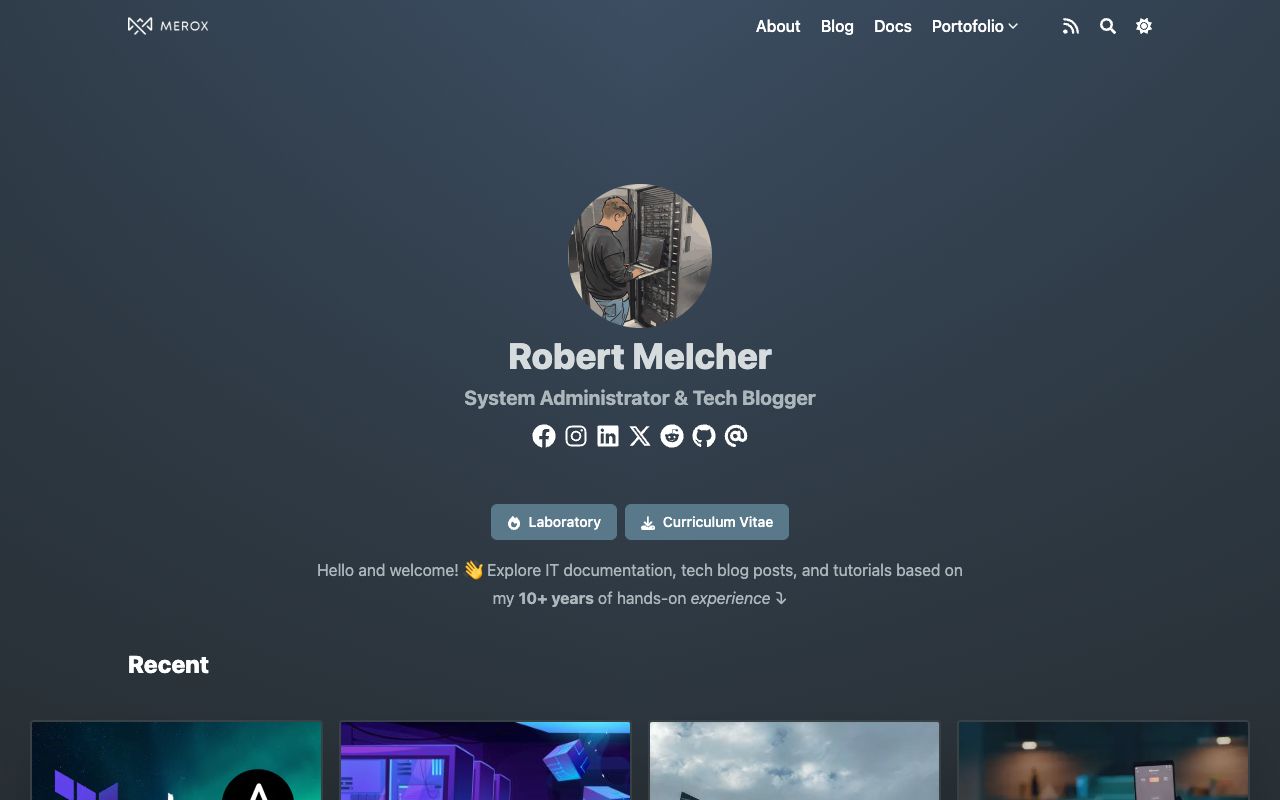 MEROX
About Blog Docs Portofolio
Robert Melcher
System Administrator & Tech Blogger
Laboratory Curriculum Vitae
Hello and welcome! 👋 Explore IT documentation, tech blog posts, and tutorials based on
my 10+ years of hands-on experience ⤵
Recent